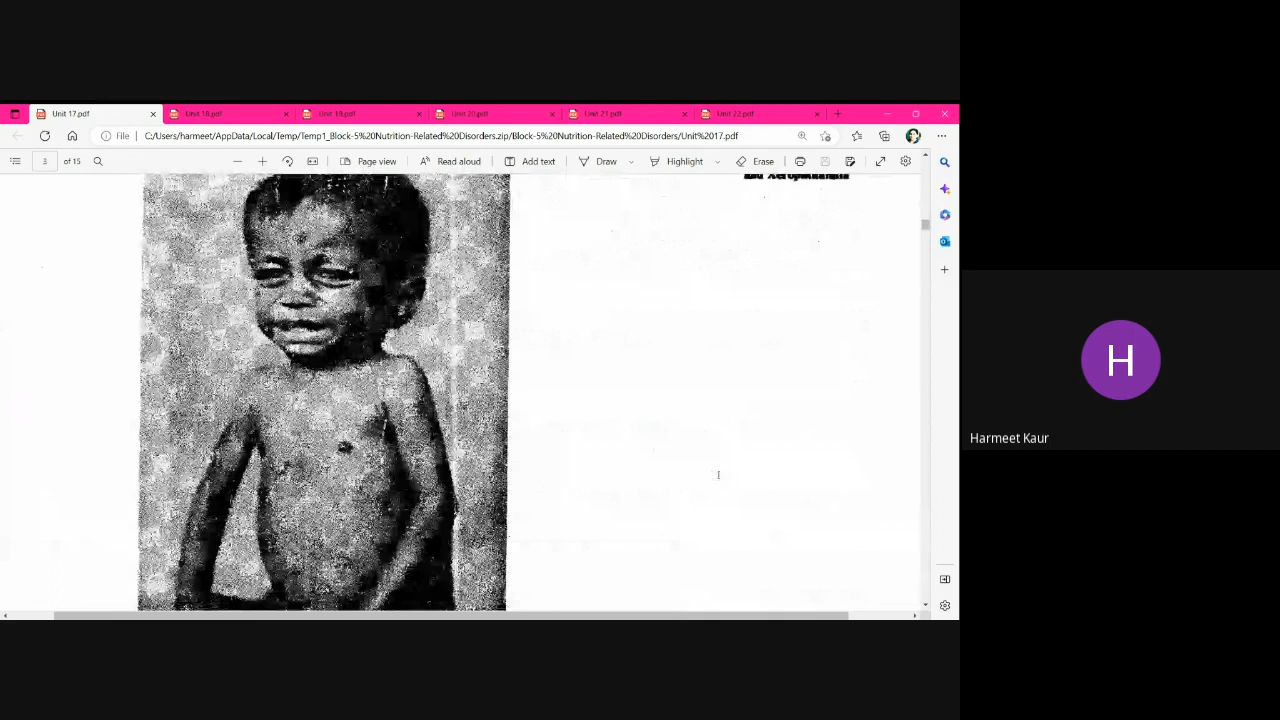 Unit 17.pdf
Unit 18.pdf
Unit 19.pdf
Unit 20.pdf
Unit 21.pdf
Unit 22.pdf
File
C:/Users/harmeet/AppData/Local/Temp/Temp1_Block-5%20Nutrition-Related%20Disorders.zip/Block-5%20Nutrition-Related%20Disorders/Unit%2017.pdf
3 of 15
Page view
Read aloud
Add text
Draw
Highlight
Erase
H
Harmeet Kaur